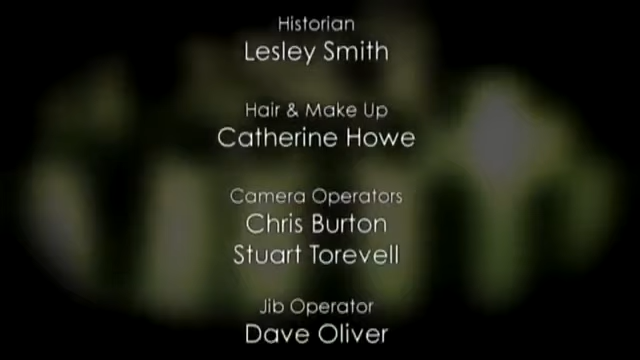 Historian
Lesley Smith
Hair & Make Up
Catherine Howe
Camera Operators
Chris Burton
Stuart Torevell
Jib Operator
Dave Oliver